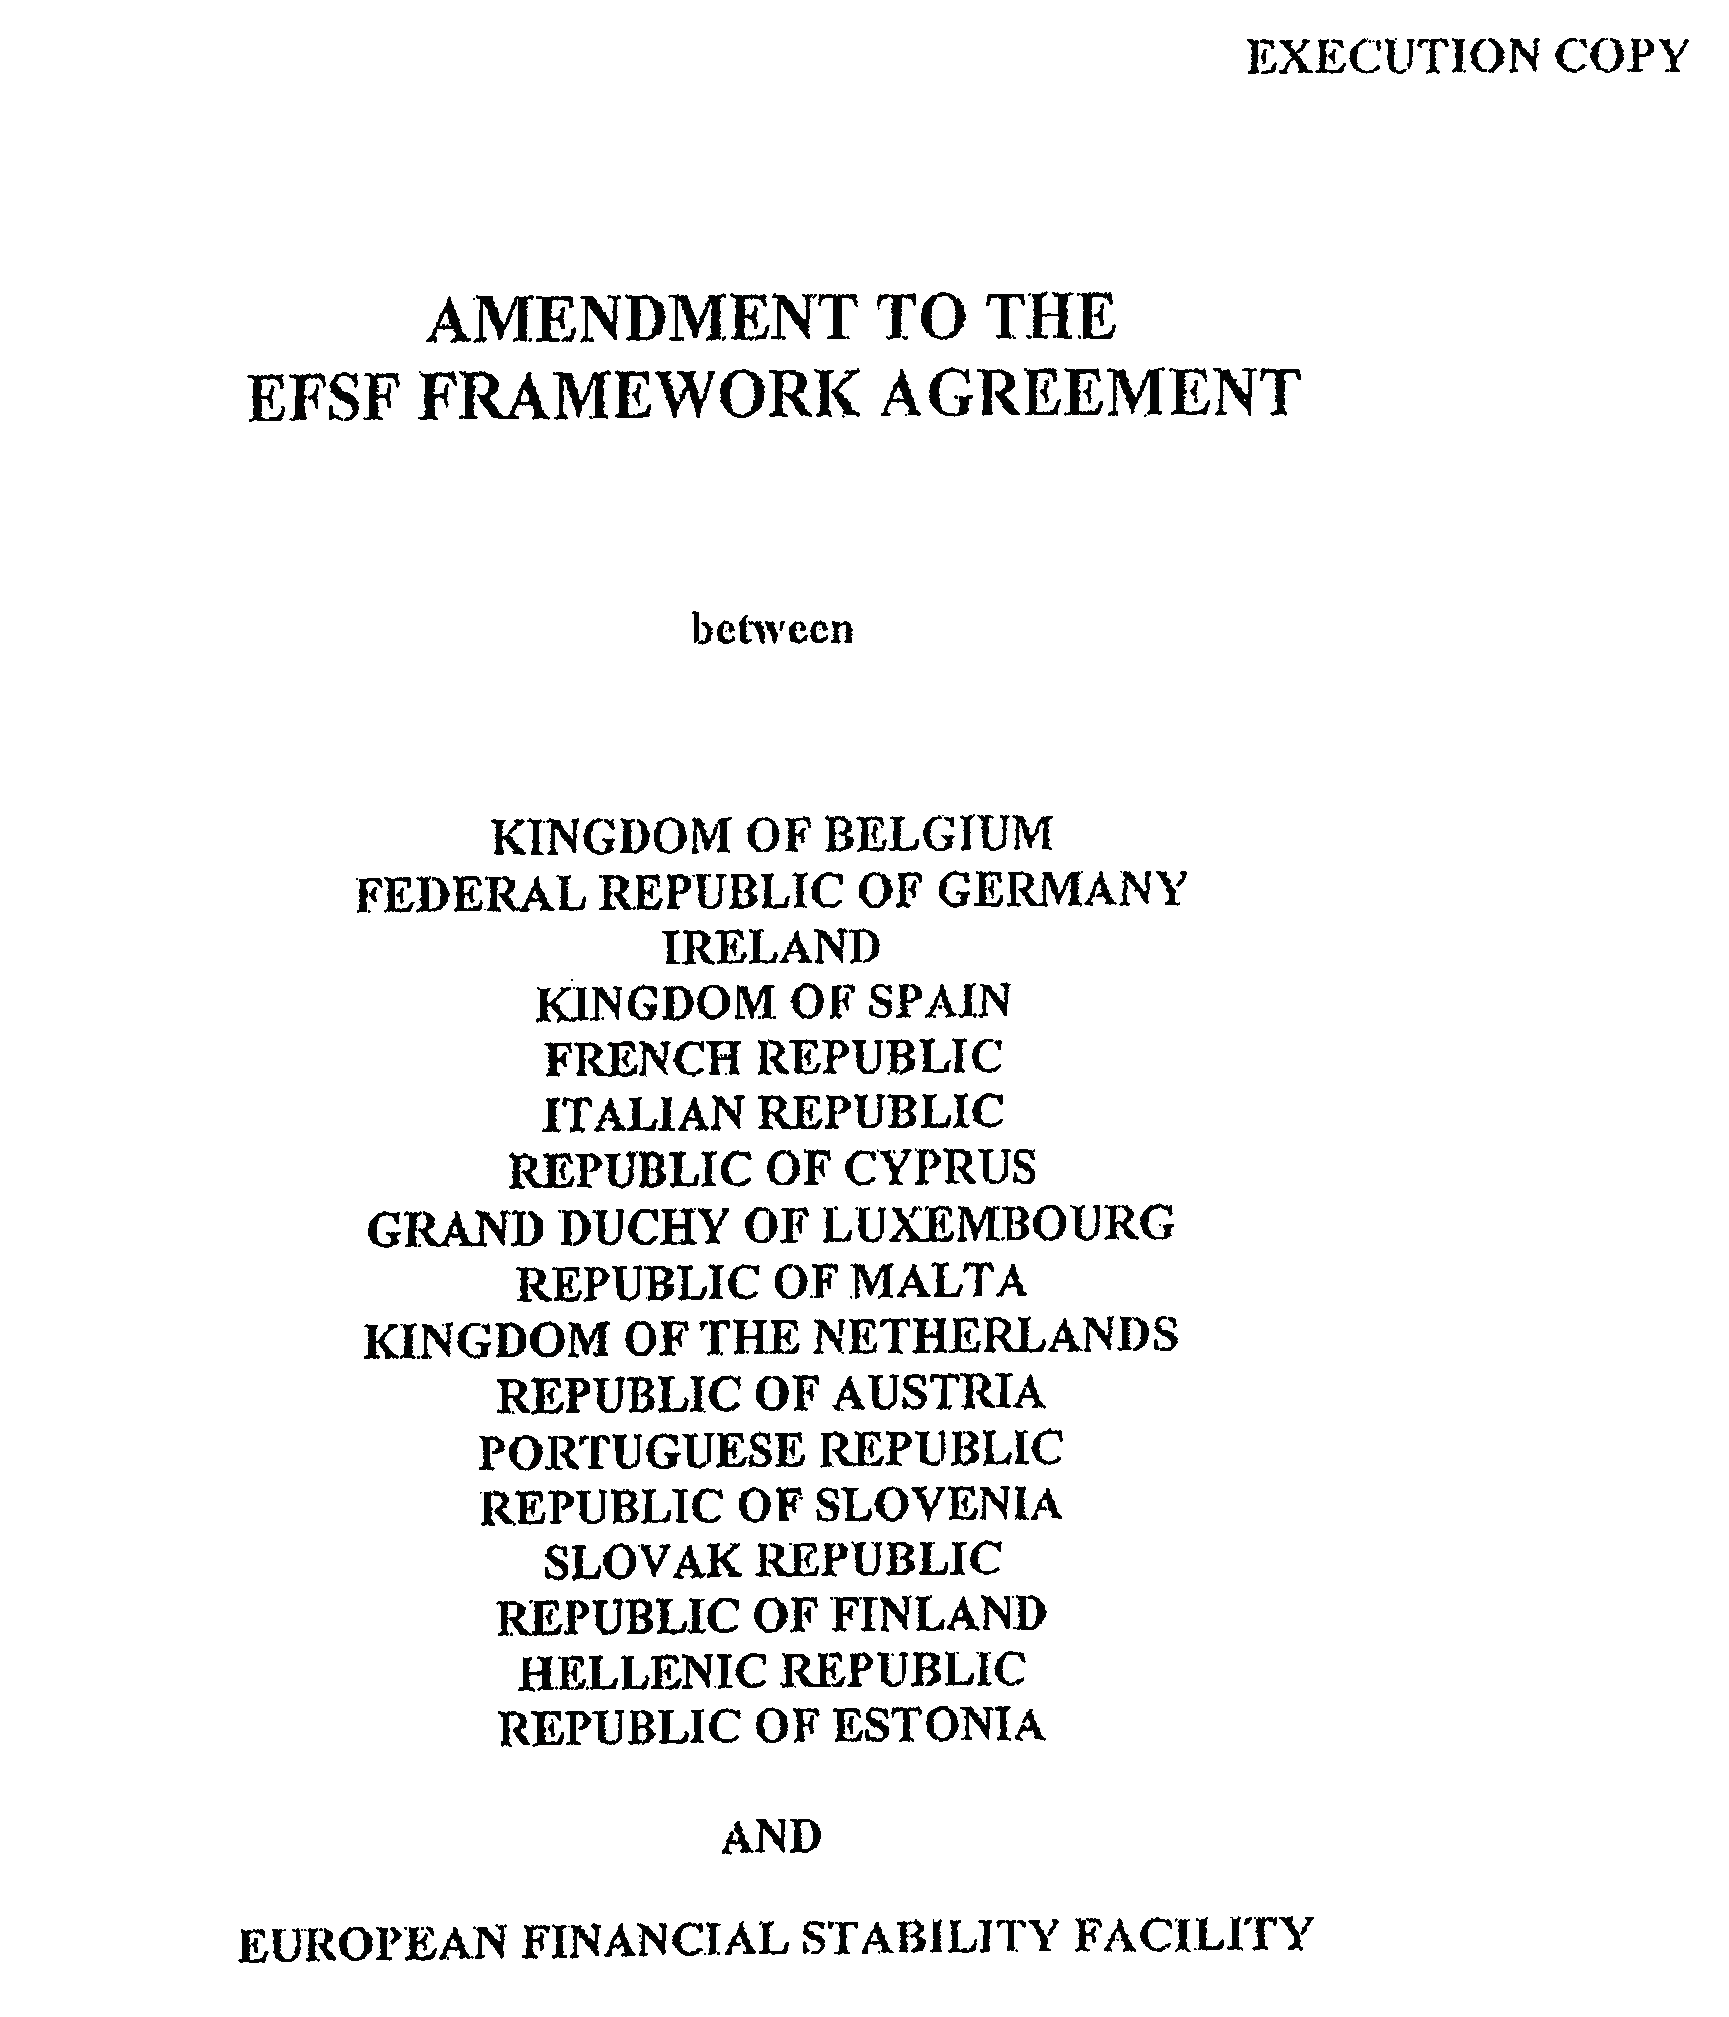 EXECUTION COPY
AMENDMENT TO THE
EFSF FRAMEWORK AGREEMENT
between
KINGDOM OF BELGIUM
FEDERAL REPUBLIC OF GERMANY
IRELAND
KINGDOM OF SPAIN
FRENCH REPUBLIC
ITALIAN REPUBLIC
REPUBLIC OF CYPRUS
GRAND DUCHY OF LUXEMBOURG
REPUBLIC OF MALTA
KINGDOM OF THE NETHERLANDS
REPUBLIC OF AUSTRIA
PORTUGUESE REPUBLIC
REPUBLIC OF SLOVENIA
SLOVAK REPUBLIC
REPUBLIC OF FINLAND
HELLENIC REPUBLIC
REPUBLIC OF ESTONIA
AND
EUROPEAN FINANCIAL STABILITY FACILITY